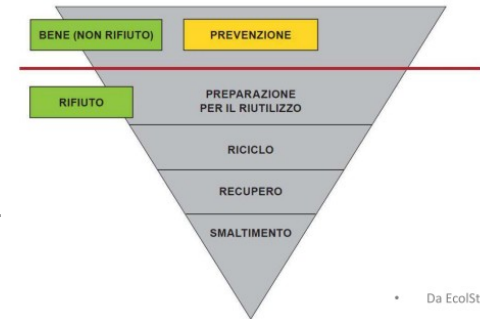 BENE (NON RIFIUTO) PREVENZIONE
RIFIUTO
PREPARAZIONE
PER IL RIUTILIZZO
RICICLO
RECUPERO
SMALTIMENTO
• Da EcolSt